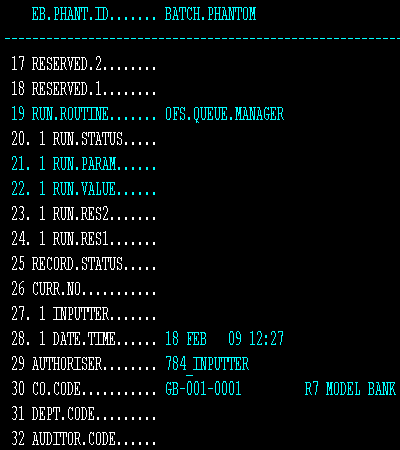 EB.PHANT.ID....... BATCH.PHANTOM
17 RESERVED.2........
18 RESERVED.1........
19 RUN.ROUTINE....... OFS.QUEUE.MANAGER
20. 1 RUN.STATUS.....
21. 1 RUN.PARAM......
22. 1 RUN.VALUE......
23. 1 RUN.RES2.......
24. 1 RUN.RES1.......
25 RECORD.STATUS.....
26 CURR.NO...........
27. 1 INPUTTER.......
28. 1 DATE.TIME...... 18 FEB 09 12:27
29 AUTHORISER........ 784_INPUTTER
30 CO.CODE........... GB-001-0001 R7 MODEL BANK
31 DEPT.CODE.........
32 AUDITOR.CODE......